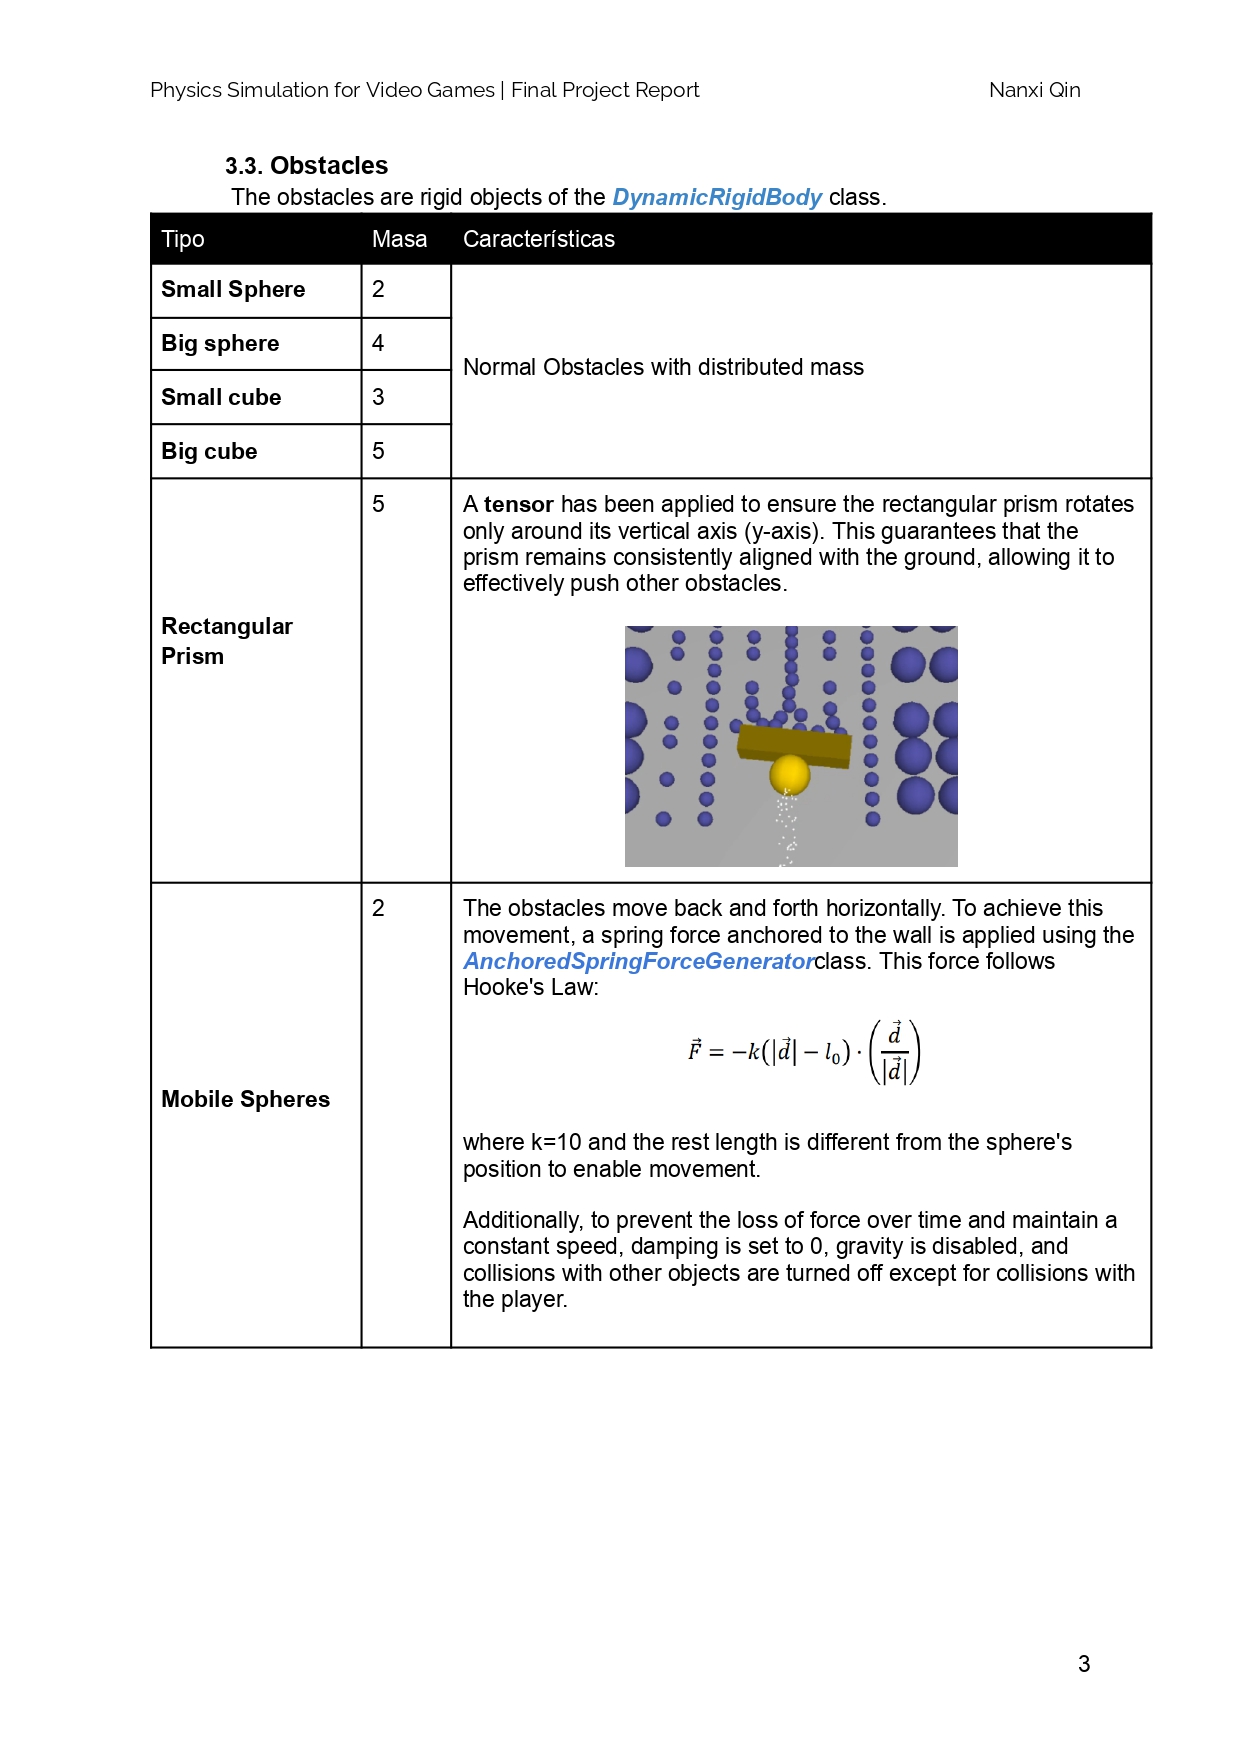 Physics Simulation for Video Games | Final Project Report Nanxi Qin
3.3. Obstacles
The obstacles are rigid objects of the DynamicRigidBody class.
Tipo Masa Características
Small Sphere 2
Big sphere 4
Normal Obstacles with distributed mass
Small cube 3
Big cube 5
Rectangular
Prism
5
A tensor has been applied to ensure the rectangular prism rotates
only around its vertical axis (y-axis). This guarantees that the
prism remains consistently aligned with the ground, allowing it to
effectively push other obstacles.
Mobile Spheres
2
The obstacles move back and forth horizontally. To achieve this
movement, a spring force anchored to the wall is applied using the
AnchoredSpringForceGeneratorclass. This force follows
Hooke's Law:
$\vec{F} = -k(|\vec{d}| - l_0) \cdot \left(\frac{\vec{d}}{|\vec{d}|}\right)$
where k=10 and the rest length is different from the sphere's
position to enable movement.
Additionally, to prevent the loss of force over time and maintain a
constant speed, damping is set to 0, gravity is disabled, and
collisions with other objects are turned off except for collisions with
the player.
3